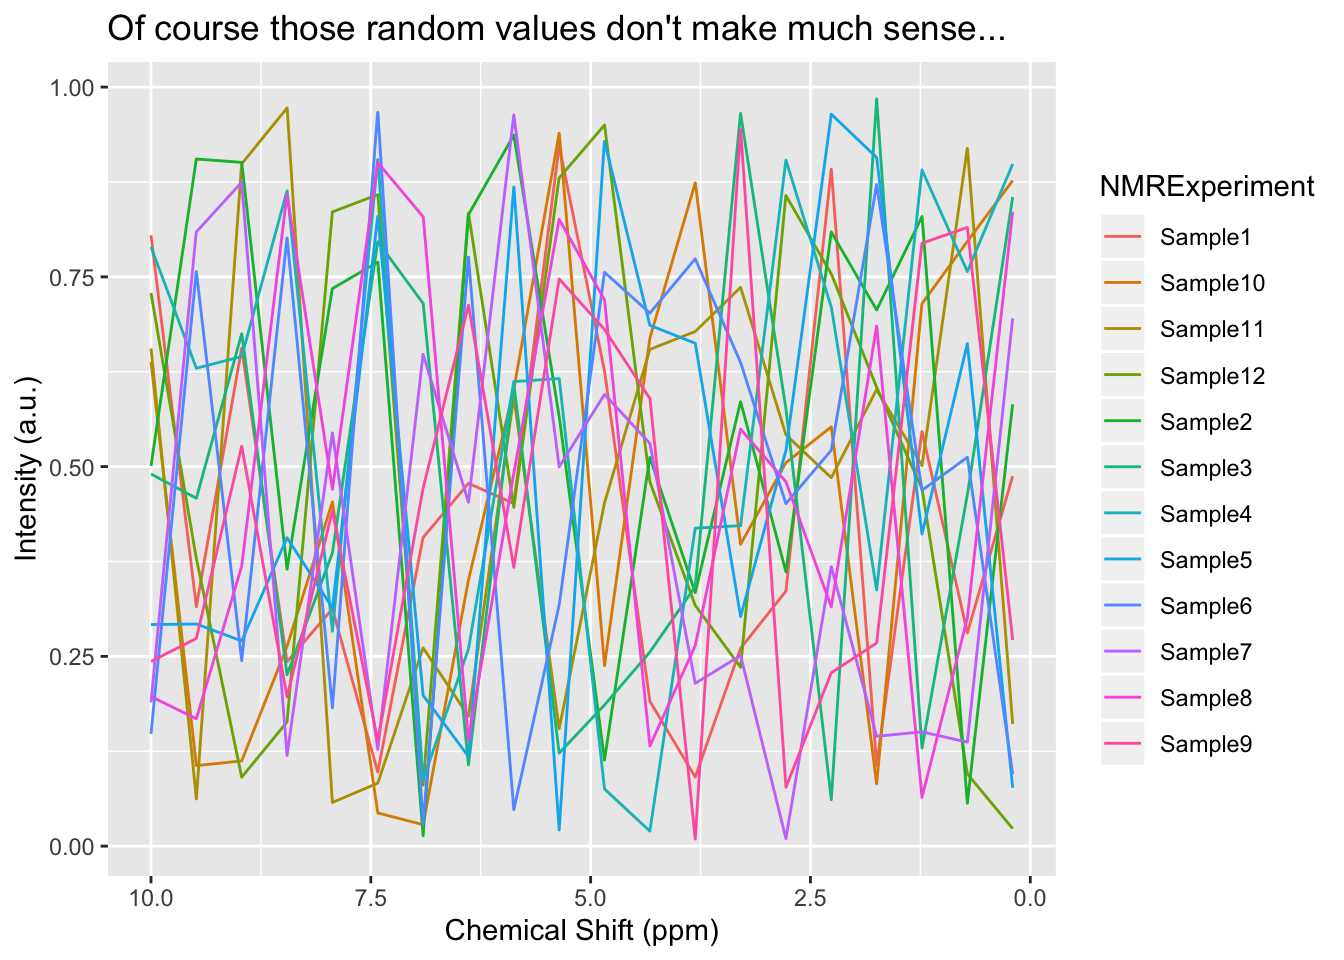 Of course those random values don't make much sense...
Intensity (a.u.)
1.00
0.75
0.50
0.25
0.00
10.0
7.5
5.0
2.5
0.0
Chemical Shift (ppm)
NMRExperiment
Sample1
Sample10
Sample11
Sample12
Sample2
Sample3
Sample4
Sample5
Sample6
Sample7
Sample8
Sample9